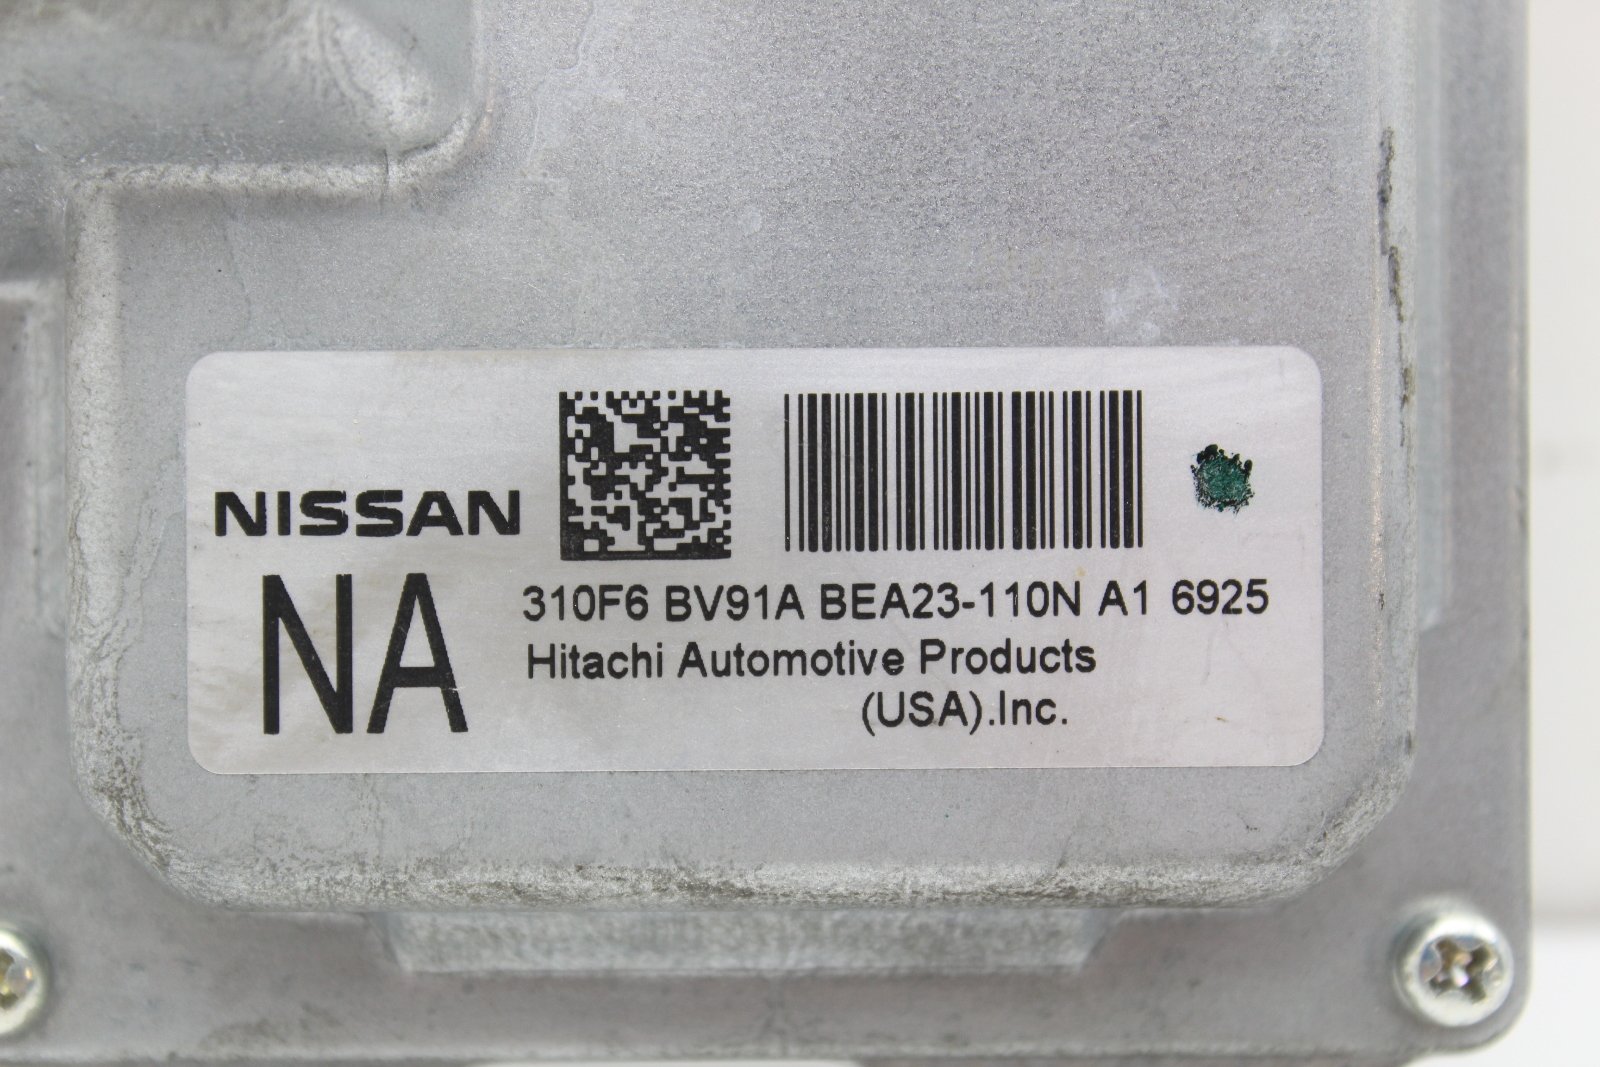 NISSAN
NA
310F6 BV91A BEA23-110N A1 6925
Hitachi Automotive Products
(USA).Inc.